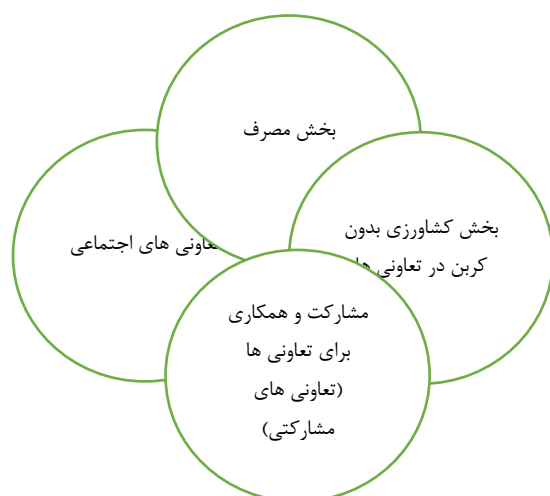 بخش مصرف
بخش کشاورزی بدون
کربن در تعاونی ها
تعاونی های اجتماعی
مشارکت و همکاری
برای تعاونی ها
(تعاونی های
مشارکتی)